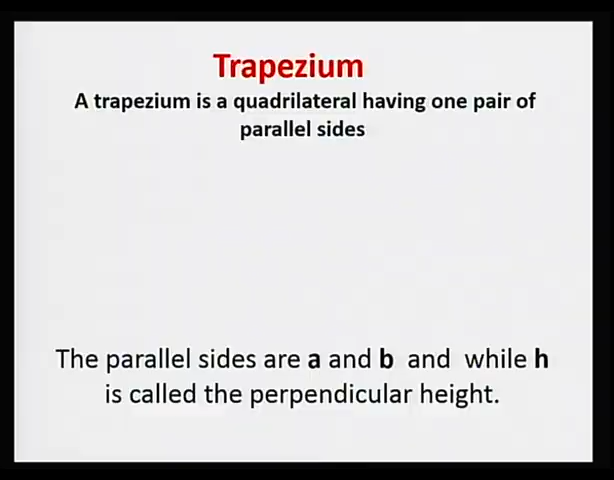 Trapezium
A trapezium is a quadrilateral having one pair of
parallel sides
The parallel sides are a and b and while h
is called the perpendicular height.